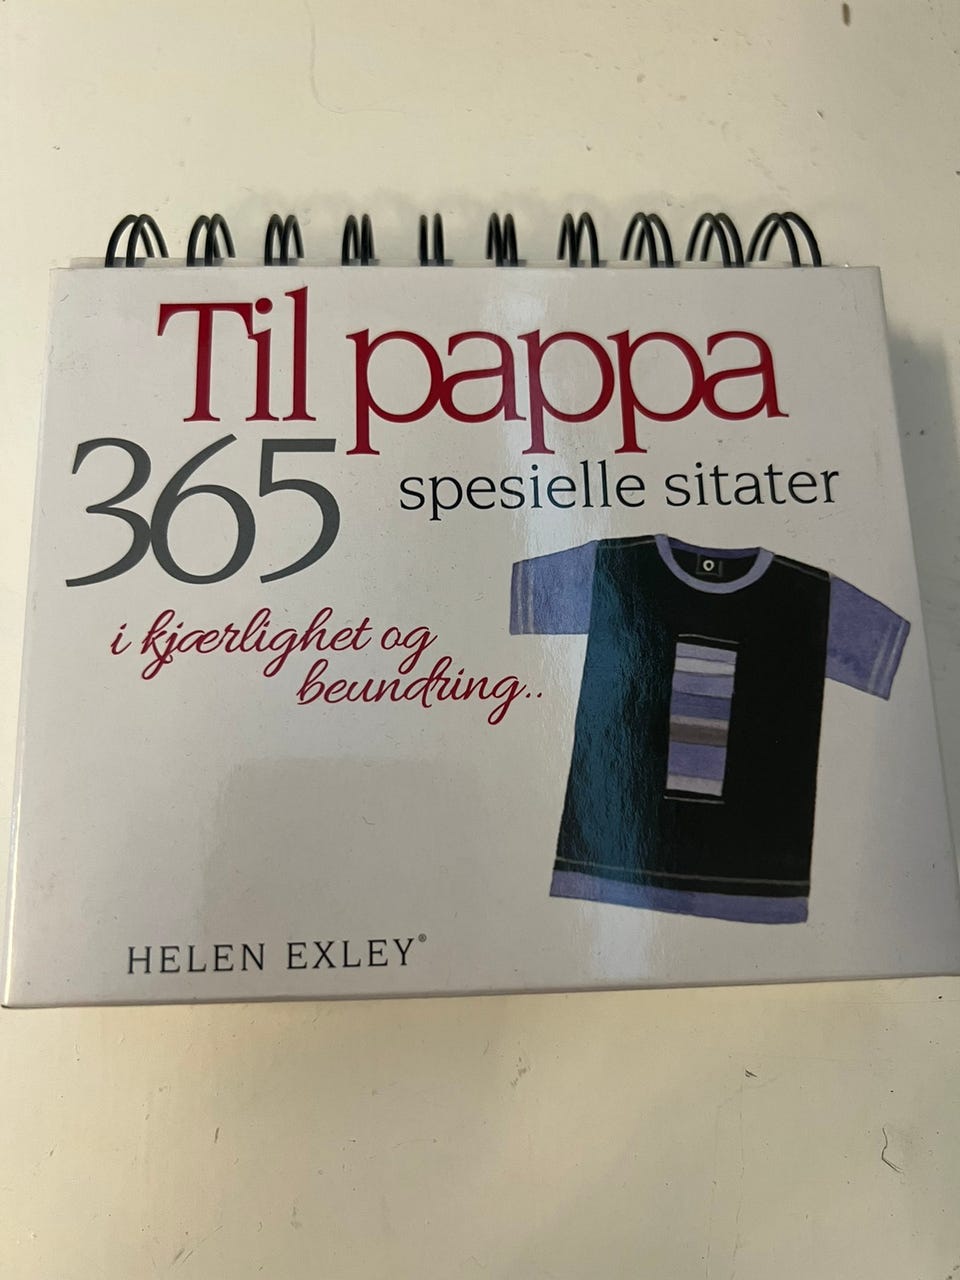 Til pappa
365 spesielle sitater
i kjærlighet og
beundring..
HELEN EXLEY®